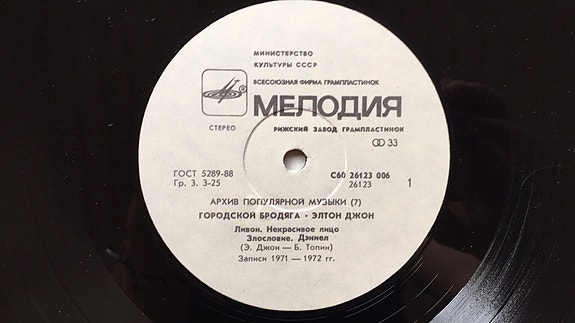 МИНИСТЕРСТВО
КУЛЬТУРЫ СССР
ВСЕСОЮЗНАЯ ФИРМА ГРАМПЛАСТИНОК
МЕЛОДИЯ
СТЕРЕО
РИЖСКИЙ ЗАВОД ГРАМПЛАСТИНОК
33
ГОСТ 5289-88
С60 26123 006
Гр. 3. 3-25
26123
1
АРХИВ ПОПУЛЯРНОЙ МУЗЫКИ (7)
ГОРОДСКОЙ БРОДЯГА · ЭЛТОН ДЖОН
Ливон. Некрасивое лицо
Злословие. Дэниел
(Э. Джон — Б. Топин)
Записи 1971 — 1972 гг.